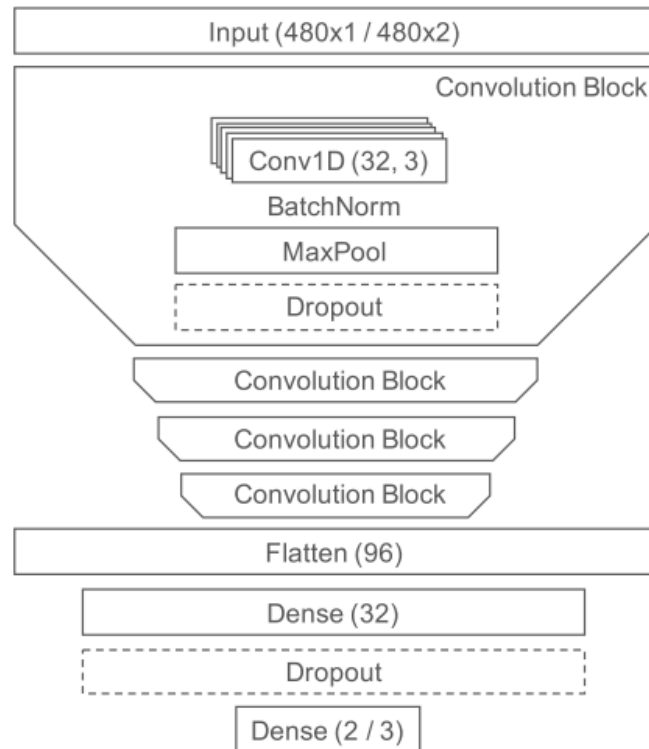 Input (480x1 / 480x2)
Convolution Block
Conv1D (32, 3)
BatchNorm
MaxPool
Dropout
Convolution Block
Convolution Block
Convolution Block
Flatten (96)
Dense (32)
Dropout
Dense (2 / 3)